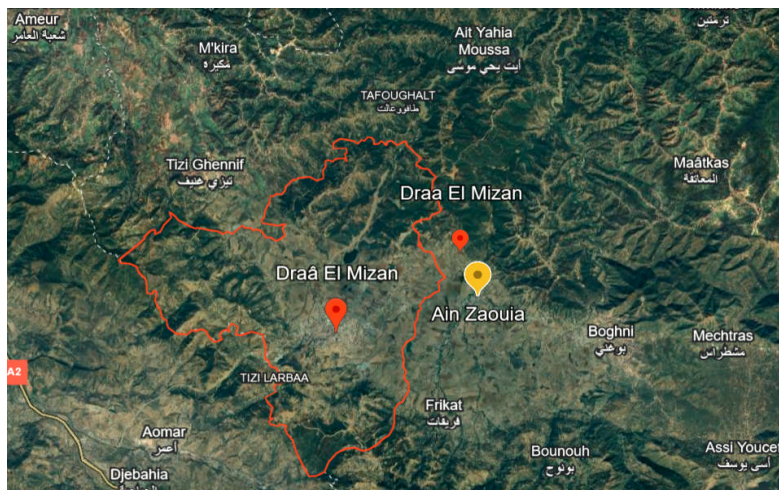 Ameur
شعبة العامر
M'kira
مكيرة
Ait Yahia
Moussa
أيت يحي موسى
ترمتين
TAFOUGHALT
طافووغالت
Tizi Ghennif
تيزي غنيف
Maâtkas
المعاتقة
Draa El Mizan
Draâ El Mizan
Ain Zaouia
Boghni
بوغني
Mechtras
مشطراس
A2
TIZI LARBAA
Frikat
فريقات
Aomar
أعمر
Bounouh
بونوح
Assi Youcef
أسي يوسف
Djebahia